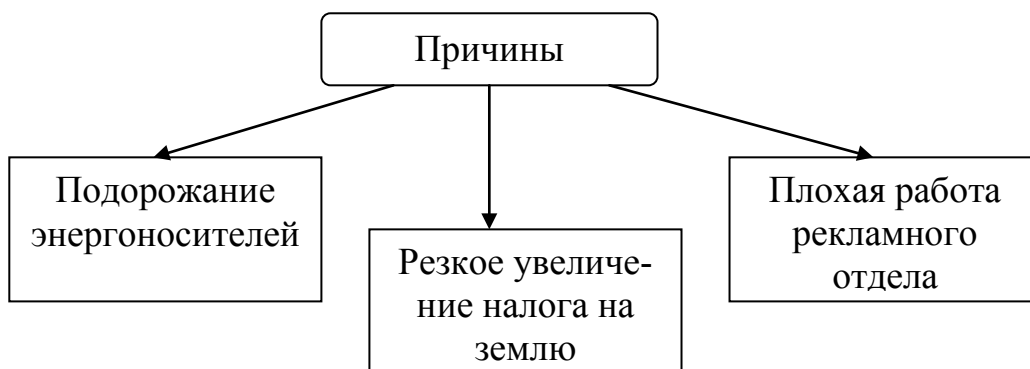 Причины
Подорожание
энергоносителей
Резкое увеличе-
ние налога на
землю
Плохая работа
рекламного
отдела